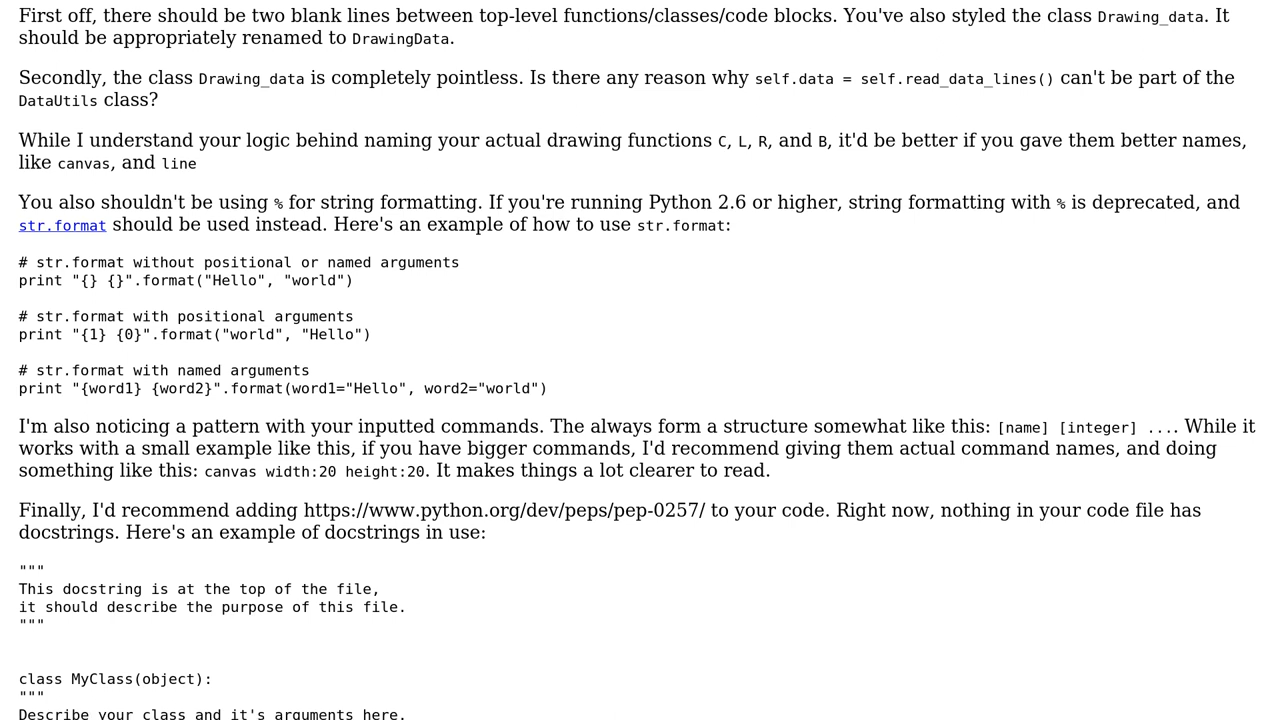 First off, there should be two blank lines between top-level functions/classes/code blocks. You've also styled the class Drawing_data. It
should be appropriately renamed to DrawingData.
Secondly, the class Drawing_data is completely pointless. Is there any reason why self.data = self.read_data_lines() can't be part of the
DataUtils class?
While I understand your logic behind naming your actual drawing functions C, L, R, and B, it'd be better if you gave them better names,
like canvas, and line
You also shouldn't be using % for string formatting. If you're running Python 2.6 or higher, string formatting with % is deprecated, and
str.format should be used instead. Here's an example of how to use str.format:
# str.format without positional or named arguments
print "{} {}".format("Hello", "world")
# str.format with positional arguments
print "{1} {0}".format("world", "Hello")
# str.format with named arguments
print "{word1} {word2}".format(word1="Hello", word2="world")
I'm also noticing a pattern with your inputted commands. The always form a structure somewhat like this: [name] [integer] .... While it
works with a small example like this, if you have bigger commands, I'd recommend giving them actual command names, and doing
something like this: canvas width:20 height:20. It makes things a lot clearer to read.
Finally, I'd recommend adding https://www.python.org/dev/peps/pep-0257/ to your code. Right now, nothing in your code file has
docstrings. Here's an example of docstrings in use:
"""
This docstring is at the top of the file,
it should describe the purpose of this file.
"""
class MyClass(object):
"""
Describe your class and it's arguments here.